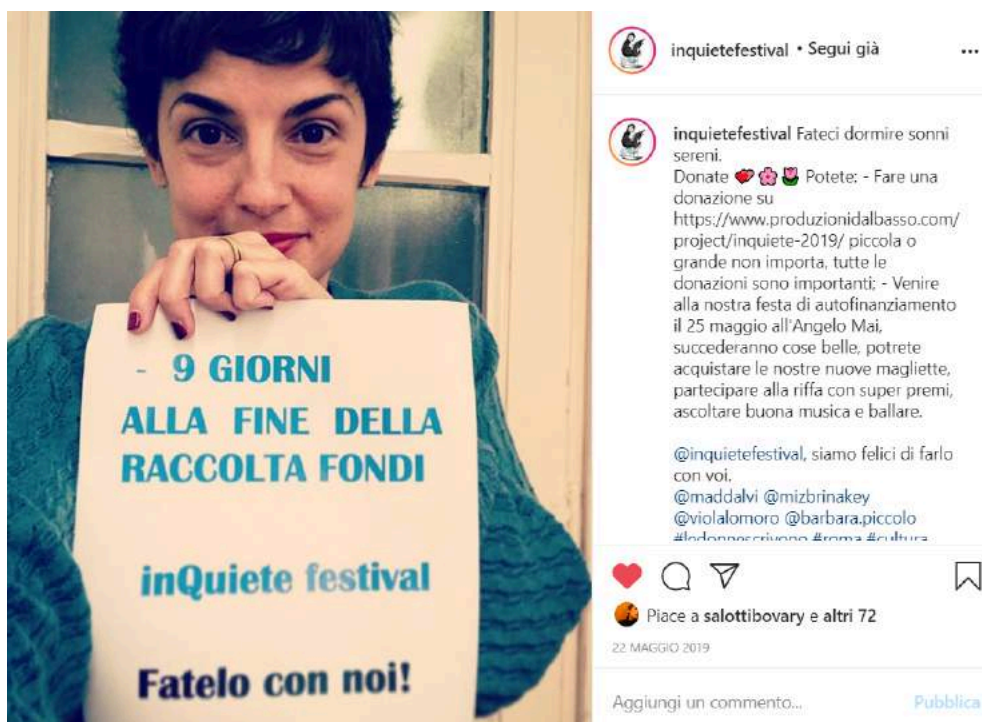 - 9 GIORNI
ALLA FINE DELLA
RACCOLTA FONDI
inQuiete festival
Fatelo con noi!
inquietefestival • Segui già
inquietefestival Fateci dormire sonni
sereni.
Donate 💕🌸🌷 Potete: - Fare una
donazione su
https://www.produzionidalbasso.com/
project/inquiete-2019/ piccola o
grande non importa, tutte le
donazioni sono importanti; - Venire
alla nostra festa di autofinanziamento
il 25 maggio all'Angelo Mai,
succederanno cose belle, potrete
acquistare le nostre nuove magliette,
partecipare alla riffa con super premi,
ascoltare buona musica e ballare.
@inquietefestival, siamo felici di farlo
con voi.
@maddalvi @mizbrinakey
@violalomoro @barbara.piccolo
#ledonnescrivono #roma #cultura
Piace a salottibovary e altri 72
22 MAGGIO 2019
Aggiungi un commento...
Pubblica